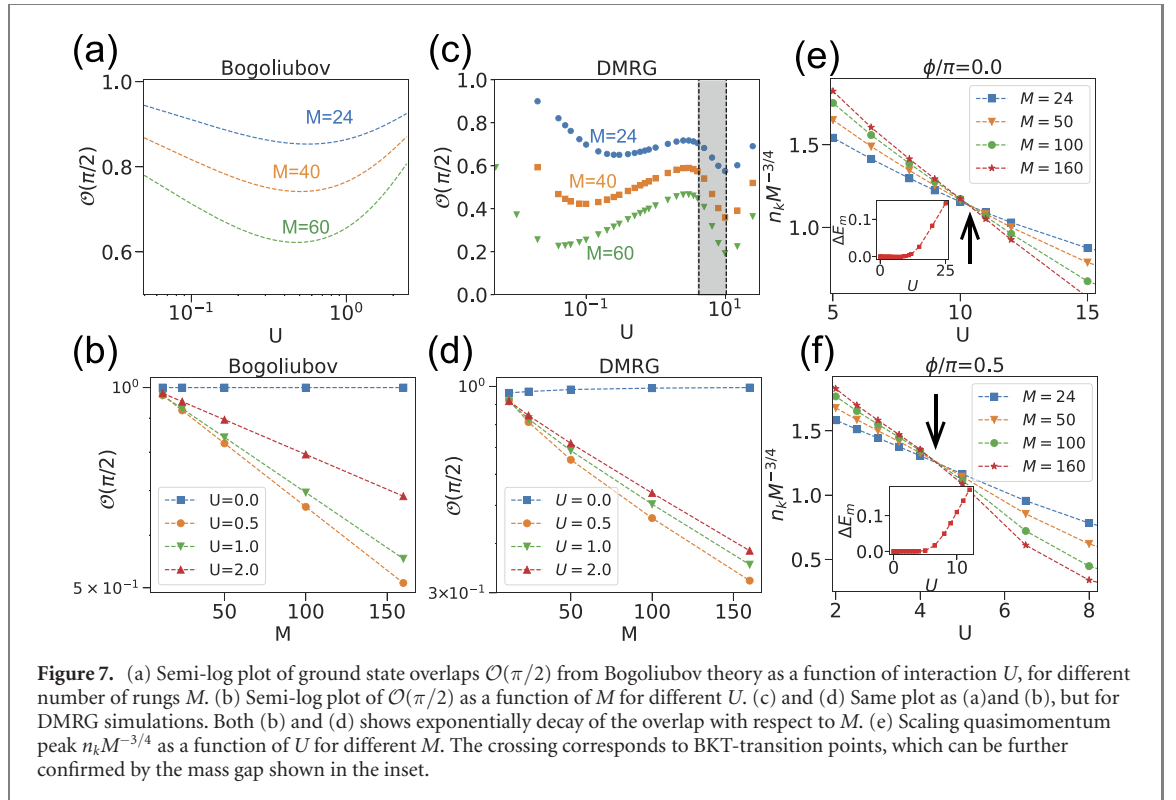 (a)
Bogoliubov
1.0
0.8
0.6
O(π/2)
M=24
M=40
M=60
10⁻¹
10⁰
U
(c)
DMRG
1.0
0.8
0.6
0.4
0.2
0.0
O(π/2)
M=24
M=40
M=60
10⁻¹
10¹
U
(e)
ϕ/π=0.0
1.5
1.0
n_k M^{-3/4}
M = 24
M = 50
M = 100
M = 160
0.1
0.0
ΔE_m
0
25
U
5
10
15
U
(b)
Bogoliubov
10⁰
5 × 10⁻¹
O(π/2)
U=0.0
U=0.5
U=1.0
U=2.0
50
100
150
M
(d)
DMRG
10⁰
3×10⁻¹
O(π/2)
U = 0.0
U = 0.5
U = 1.0
U = 2.0
50
100
150
M
(f)
ϕ/π=0.5
1.5
1.0
0.5
n_k M^{-3/4}
M = 24
M = 50
M = 100
M = 160
0.1
0.0
ΔE_m
0
10
U
2
4
6
8
U
Figure 7. (a) Semi-log plot of ground state overlaps O(π/2) from Bogoliubov theory as a function of interaction U, for different
number of rungs M. (b) Semi-log plot of O(π/2) as a function of M for different U. (c) and (d) Same plot as (a)and (b), but for
DMRG simulations. Both (b) and (d) shows exponentially decay of the overlap with respect to M. (e) Scaling quasimomentum
peak n_k M^{-3/4} as a function of U for different M. The crossing corresponds to BKT-transition points, which can be further
confirmed by the mass gap shown in the inset.